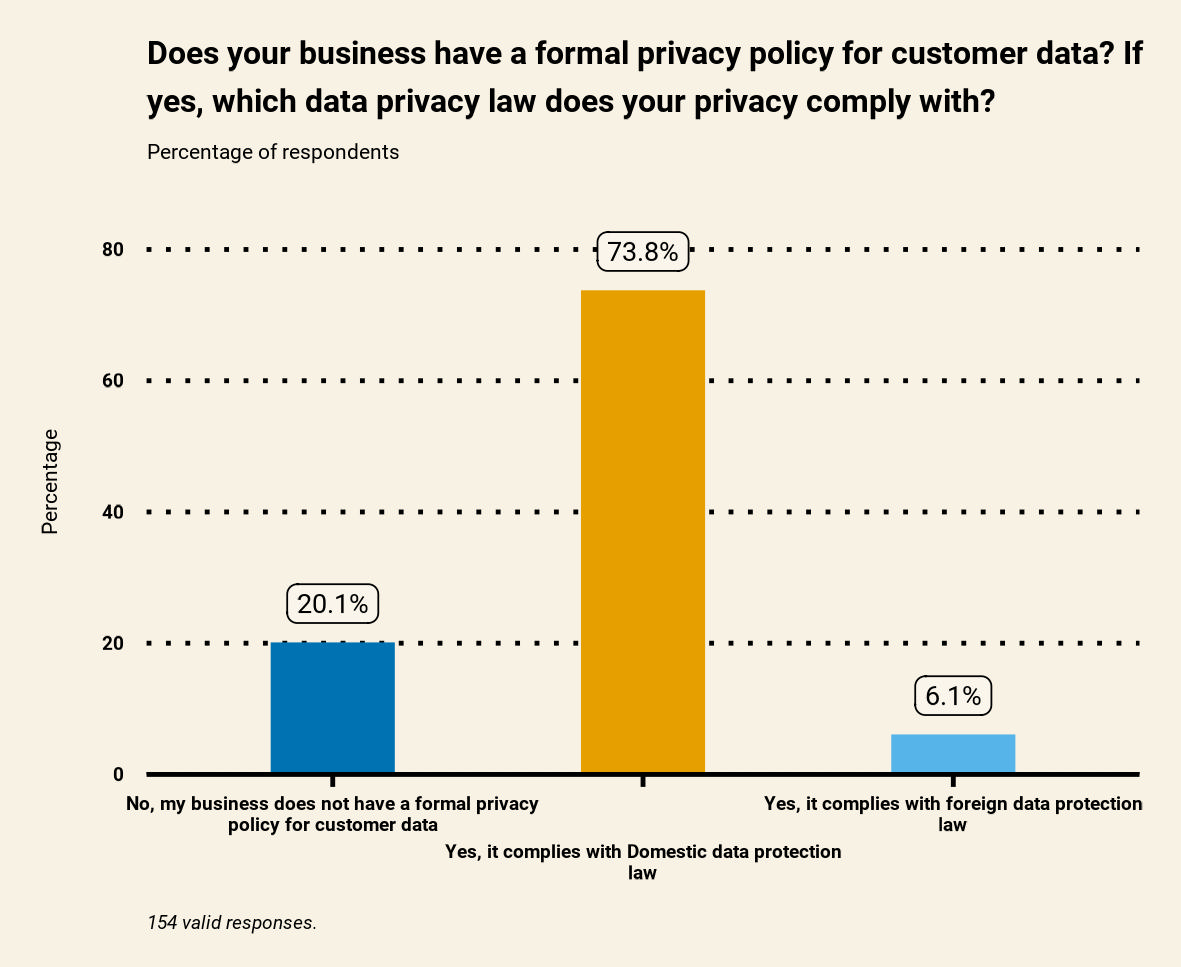 Does your business have a formal privacy policy for customer data? If
yes, which data privacy law does your privacy comply with?
Percentage of respondents
Percentage
80
60
40
20
0
73.8%
20.1%
6.1%
No, my business does not have a formal privacy
policy for customer data
Yes, it complies with Domestic data protection
law
Yes, it complies with foreign data protection
law
154 valid responses.